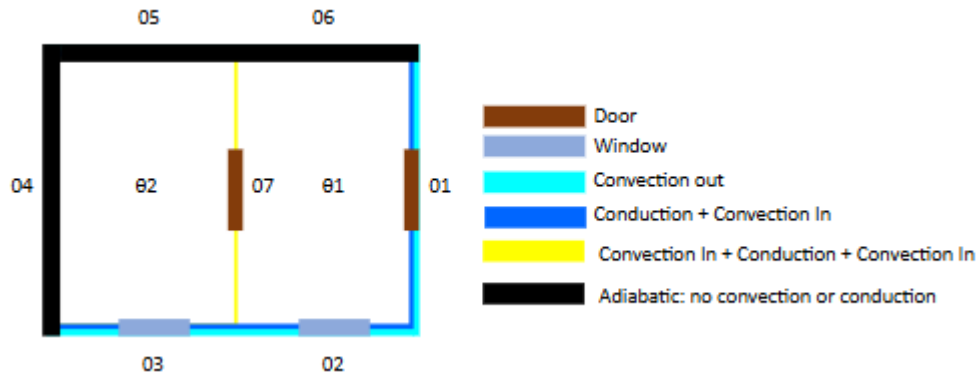 05 06
04 θ2 07 θ1 01
03 02
Door
Window
Convection out
Conduction + Convection In
Convection In + Conduction + Convection In
Adiabatic: no convection or conduction